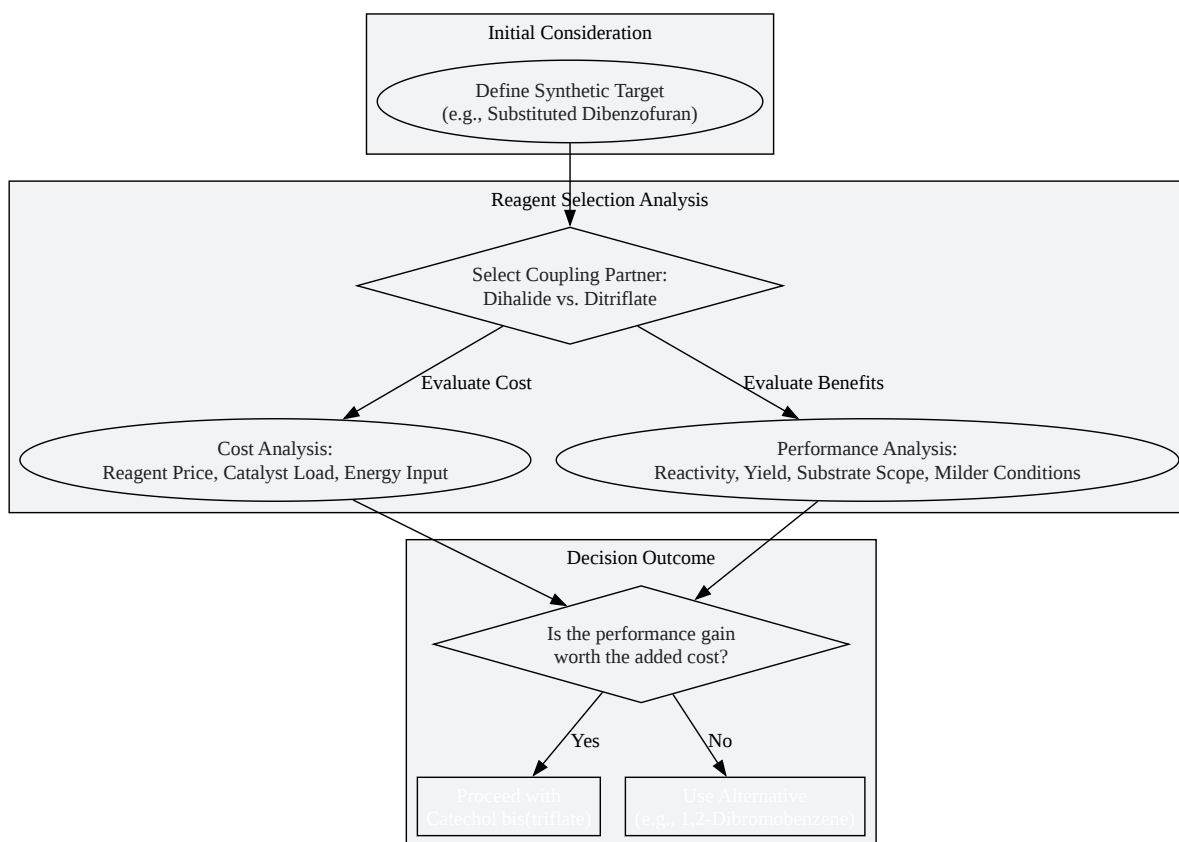 Initial Consideration
Define Synthetic Target
(e.g., Substituted Dibenzofuran)
Reagent Selection Analysis
Select Coupling Partner:
Dihalide vs. Ditriflate
Evaluate Cost
Evaluate Benefits
Cost Analysis:
Reagent Price, Catalyst Load, Energy Input
Performance Analysis:
Reactivity, Yield, Substrate Scope, Milder Conditions
Decision Outcome
Is the performance gain
worth the added cost?
Yes
No
Proceed with
Catechol bis(triflate)
Use Alternative
(e.g., 1,2-Dibromobenzene)